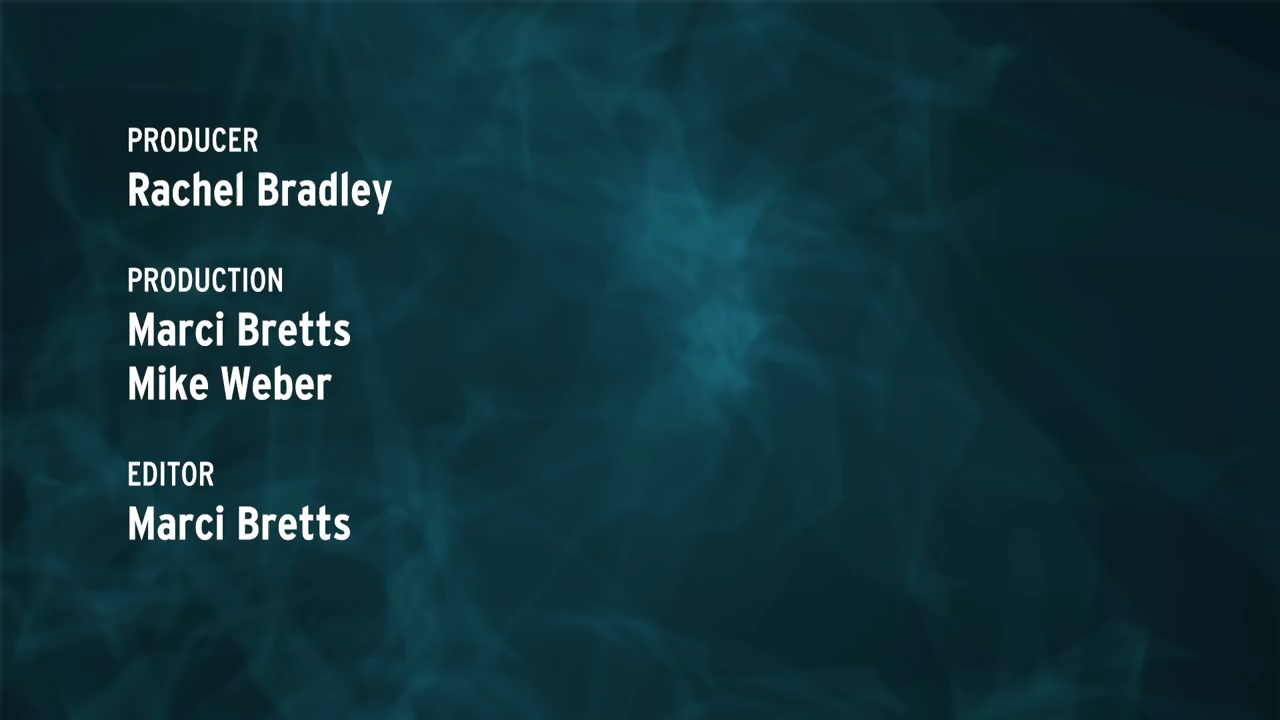 PRODUCER
Rachel Bradley
PRODUCTION
Marci Bretts
Mike Weber
EDITOR
Marci Bretts